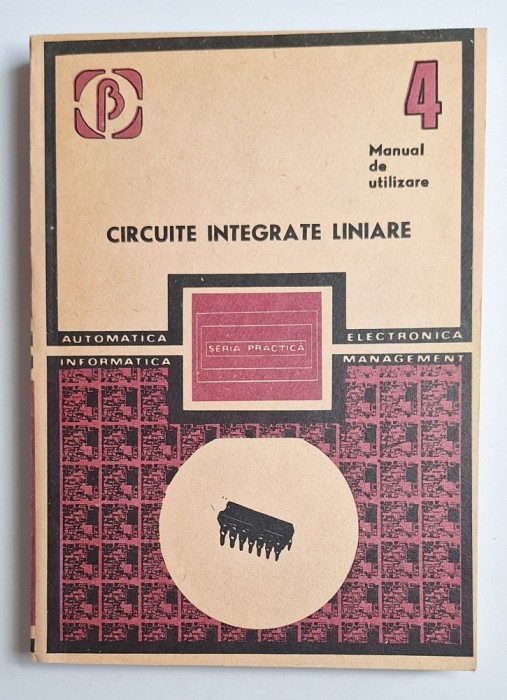 β
4
Manual
de
utilizare
CIRCUITE INTEGRATE LINIARE
AUTOMATICA
ELECTRONICA
SERIA PRACTICĂ
INFORMATICA
MANAGEMENT